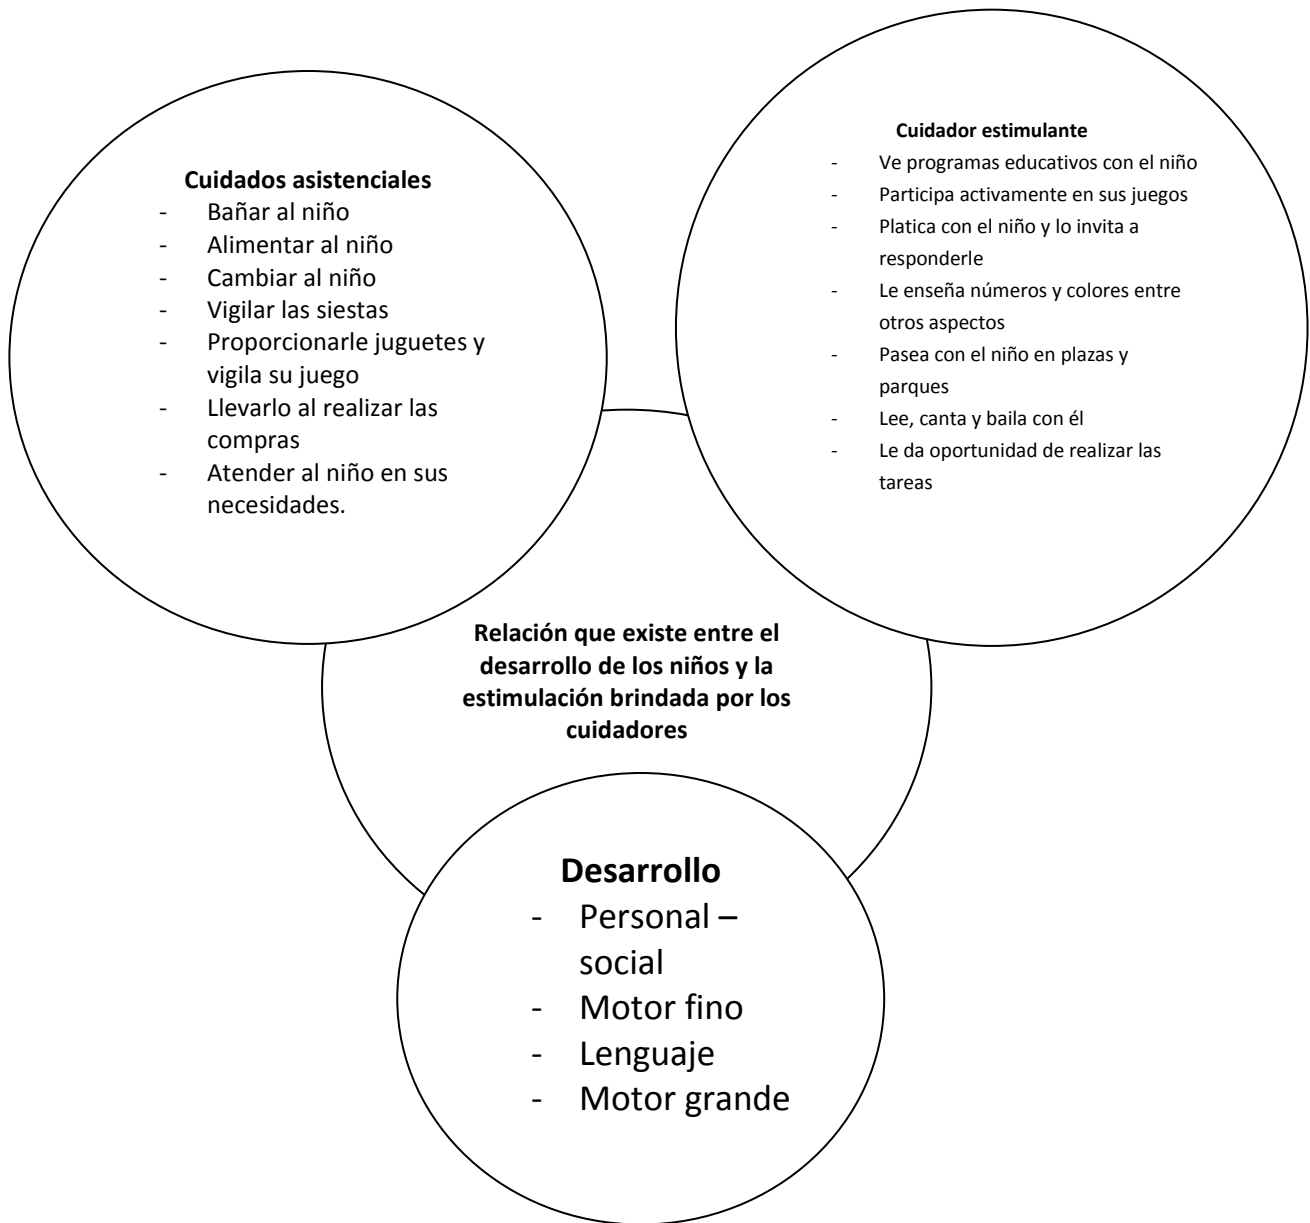 Cuidados asistenciales
- Bañar al niño
- Alimentar al niño
- Cambiar al niño
- Vigilar las siestas
- Proporcionarle juguetes y
vigila su juego
- Llevarlo al realizar las
compras
- Atender al niño en sus
necesidades.
Cuidador estimulante
- Ve programas educativos con el niño
- Participa activamente en sus juegos
- Platica con el niño y lo invita a
responderle
- Le enseña números y colores entre
otros aspectos
- Pasea con el niño en plazas y
parques
- Lee, canta y baila con él
- Le da oportunidad de realizar las
tareas
Relación que existe entre el
desarrollo de los niños y la
estimulación brindada por los
cuidadores
Desarrollo
- Personal –
social
- Motor fino
- Lenguaje
- Motor grande